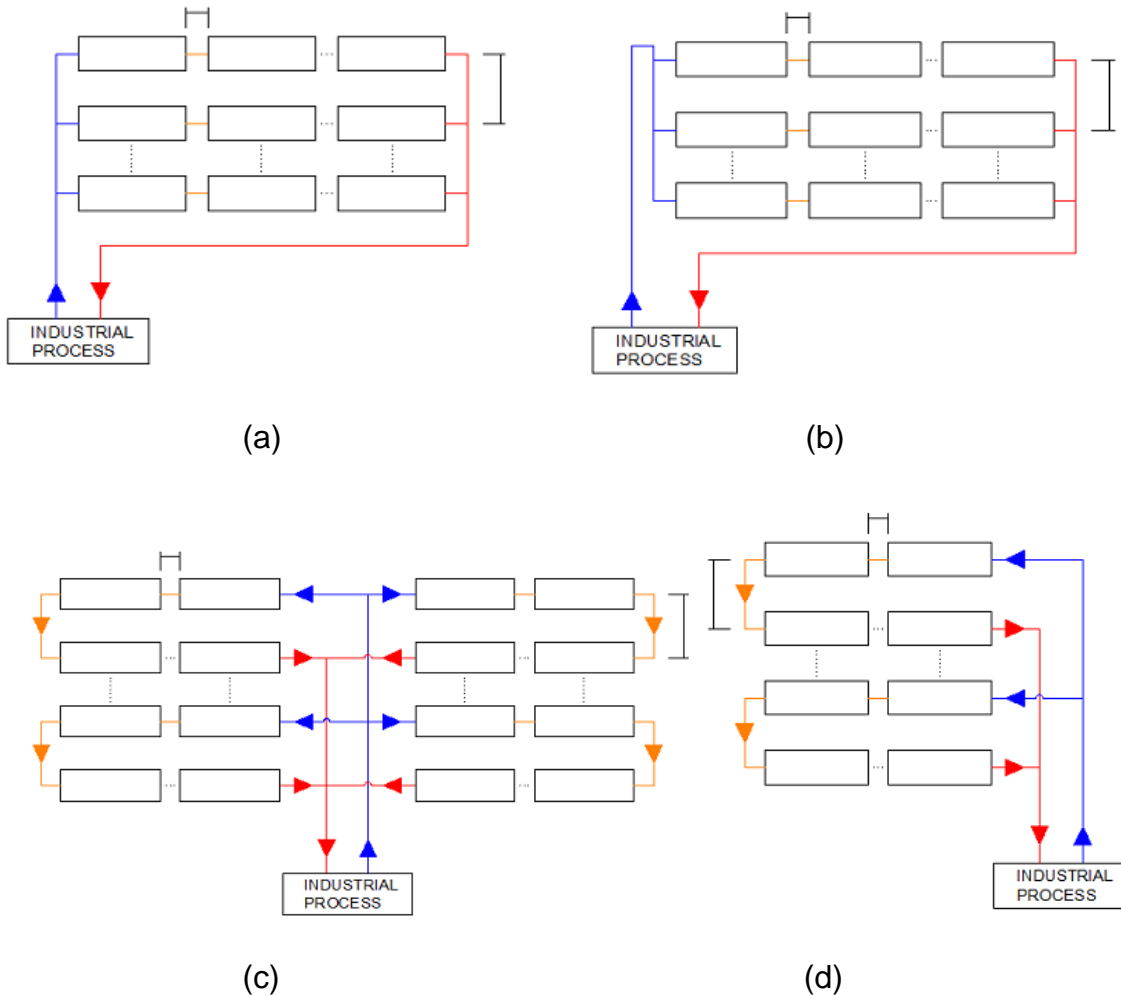 INDUSTRIAL
PROCESS
INDUSTRIAL
PROCESS
(a)
(b)
INDUSTRIAL
PROCESS
INDUSTRIAL
PROCESS
(c)
(d)